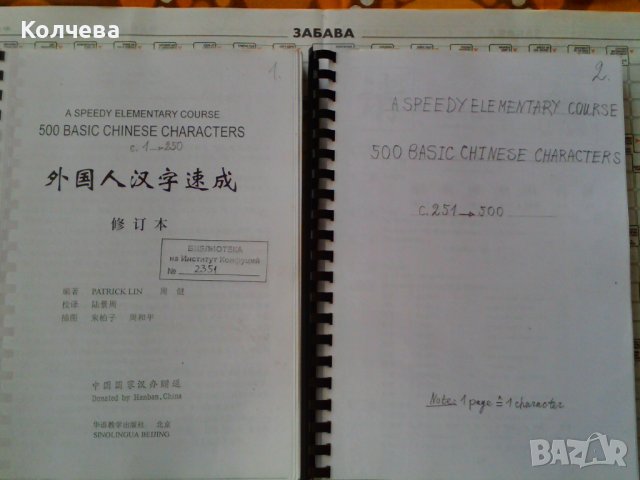 Колчева
ЗАБАВА
1.
A SPEEDY ELEMENTARY COURSE
500 BASIC CHINESE CHARACTERS
c. 1→250
外国人汉字速成
修订本
БИБЛИОТЕКА
на Институт Конфуций
№ 2351
编著 PATRICK LIN 周 健
校译 陆景周
插图 朱柏子 周和平
中国国家汉办赠送
Donated by Hanban, China
华语教学出版社 北京
SINOLINGUA BEIJING
2.
A SPEEDY ELEMENTARY COURSE
500 BASIC CHINESE CHARACTERS
c. 251→500
Note: 1 page ≙ 1 character
BAZAR